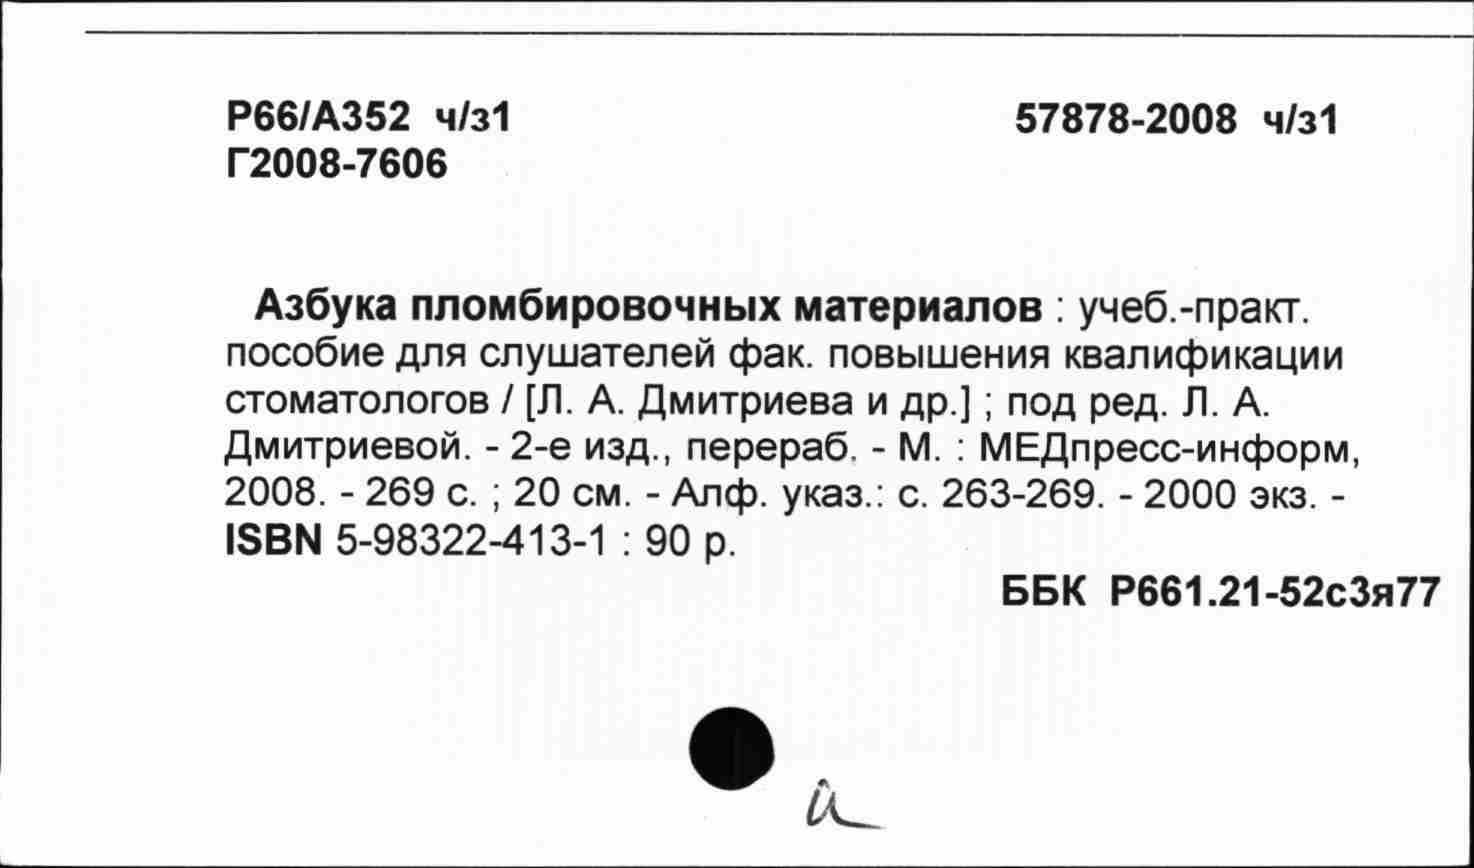 Р66/А352 ч/з1 57878-2008 ч/з1
Г2008-7606
Азбука пломбировочных материалов : учеб.-практ.
пособие для слушателей фак. повышения квалификации
стоматологов / [Л. А. Дмитриева и др.] ; под ред. Л. А.
Дмитриевой. - 2-е изд., перераб. - М. : МЕДпресс-информ,
2008. - 269 с. ; 20 см. - Алф. указ.: с. 263-269. - 2000 экз. -
ISBN 5-98322-413-1 : 90 р.
ББК Р661.21-52с3я77
а